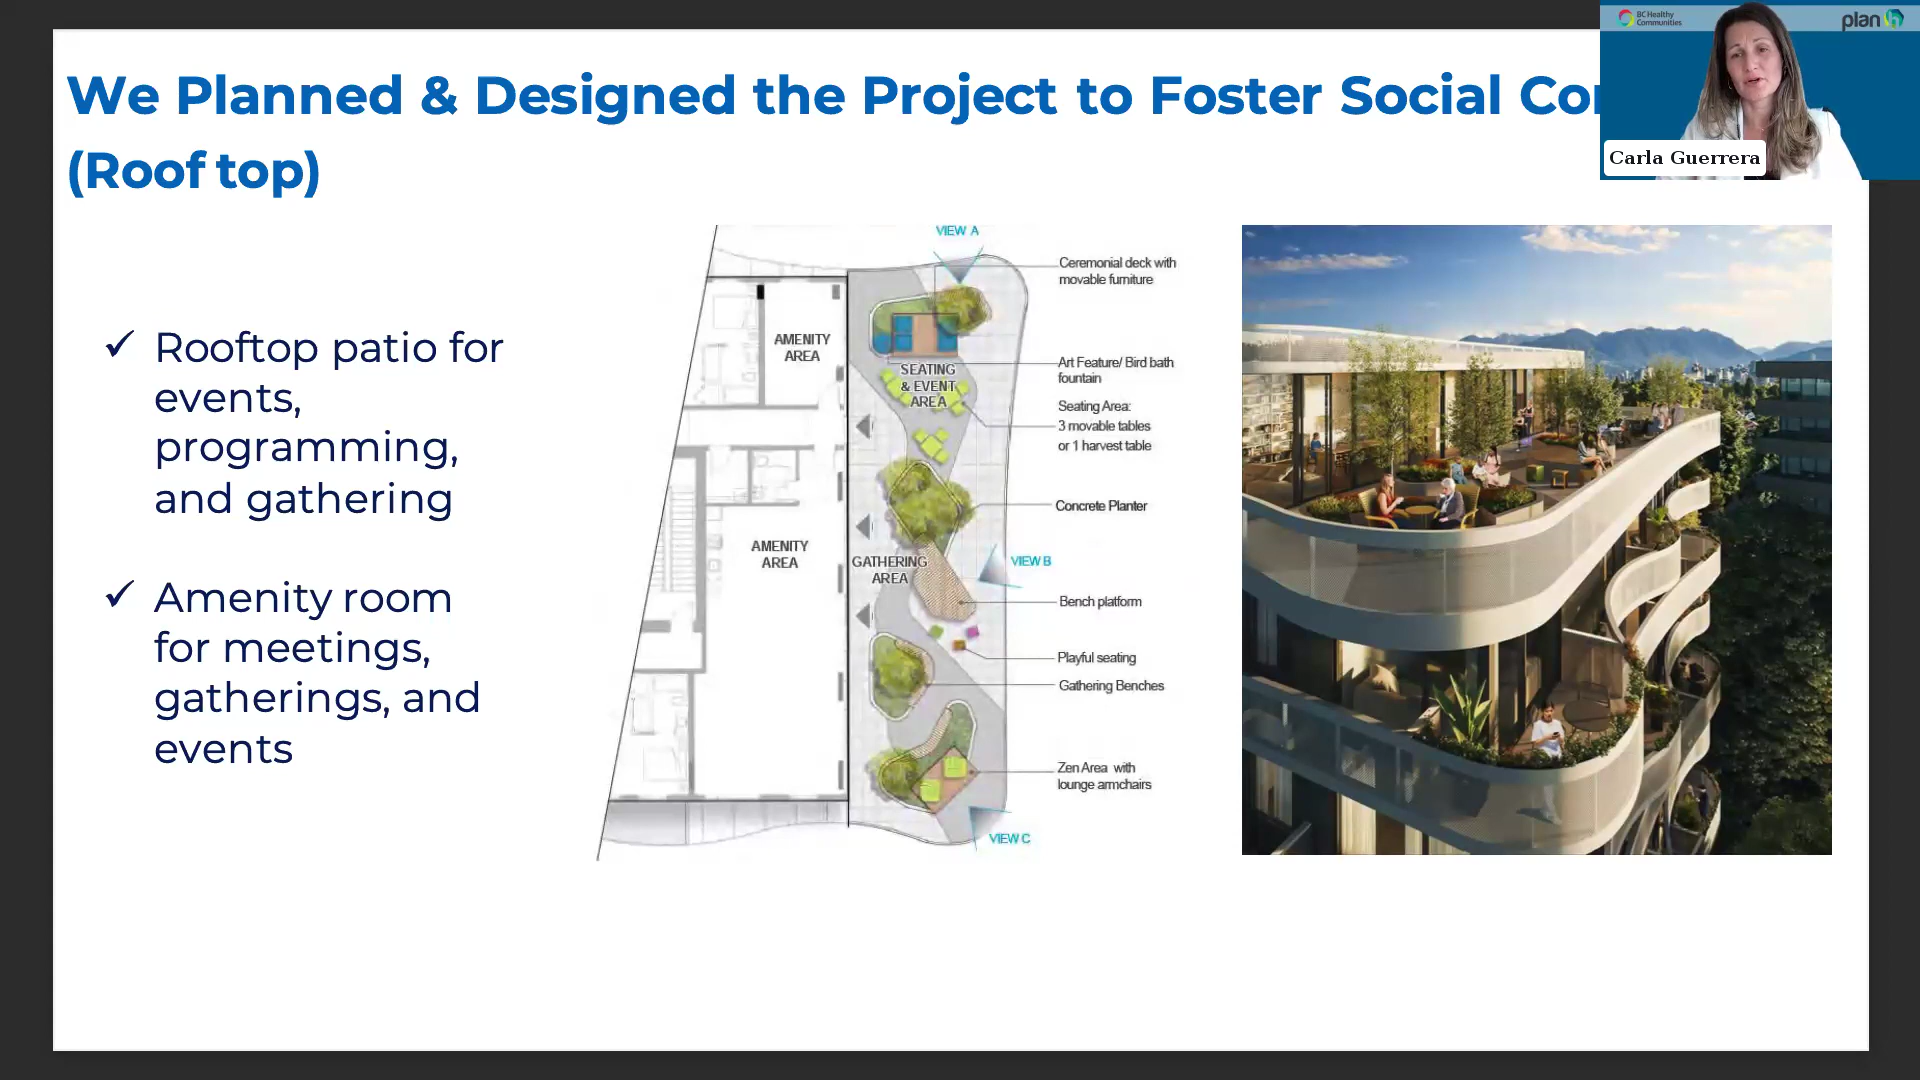 We Planned & Designed the Project to Foster Social Co
(Roof top)
BC Healthy
Communities
plan h
Carla Guerrera
✓ Rooftop patio for
events,
programming,
and gathering
✓ Amenity room
for meetings,
gatherings, and
events
VIEW A
AMENITY
AREA
SEATING
& EVENT
AREA
AMENITY
AREA
GATHERING
AREA
VIEW B
VIEW C
Ceremonial deck with
movable furniture
Art Feature/ Bird bath
fountain
Seating Area:
3 movable tables
or 1 harvest table
Concrete Planter
Bench platform
Playful seating
Gathering Benches
Zen Area with
lounge armchairs